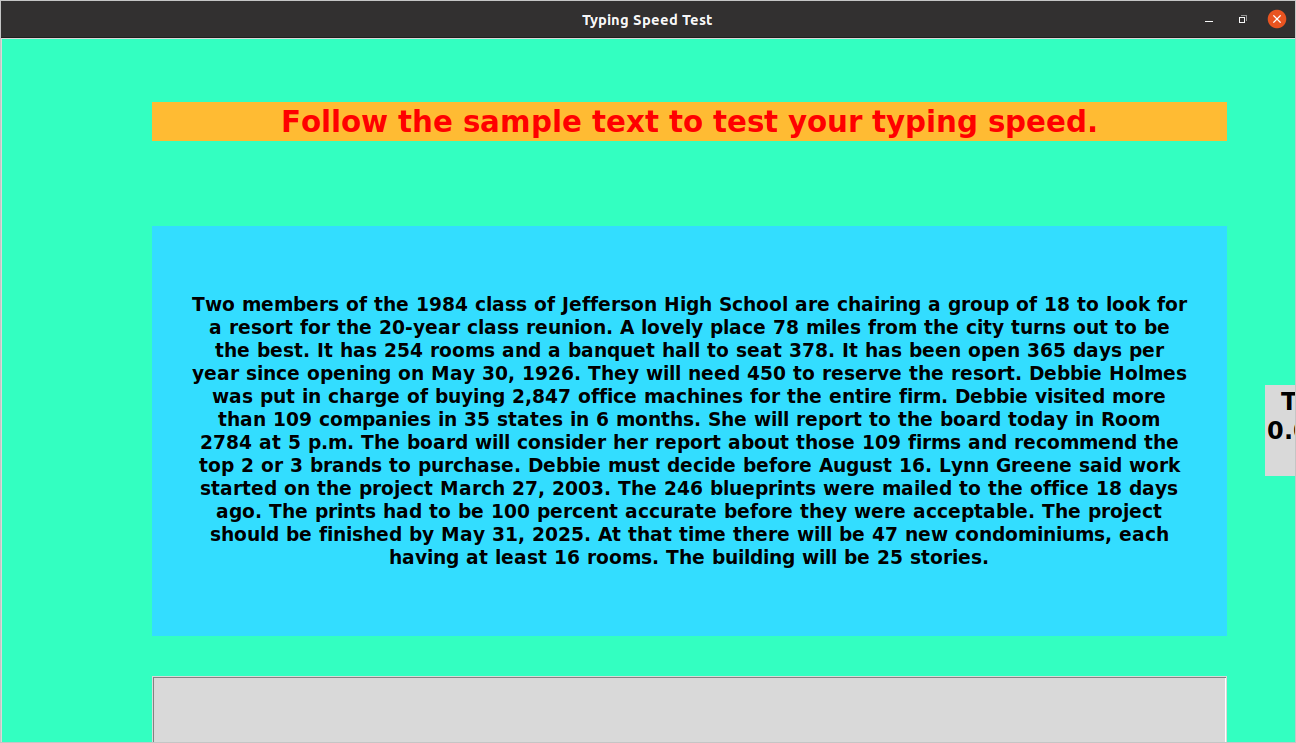 Typing Speed Test
Follow the sample text to test your typing speed.
Two members of the 1984 class of Jefferson High School are chairing a group of 18 to look for
a resort for the 20-year class reunion. A lovely place 78 miles from the city turns out to be
the best. It has 254 rooms and a banquet hall to seat 378. It has been open 365 days per
year since opening on May 30, 1926. They will need 450 to reserve the resort. Debbie Holmes
was put in charge of buying 2,847 office machines for the entire firm. Debbie visited more
than 109 companies in 35 states in 6 months. She will report to the board today in Room
2784 at 5 p.m. The board will consider her report about those 109 firms and recommend the
top 2 or 3 brands to purchase. Debbie must decide before August 16. Lynn Greene said work
started on the project March 27, 2003. The 246 blueprints were mailed to the office 18 days
ago. The prints had to be 100 percent accurate before they were acceptable. The project
should be finished by May 31, 2025. At that time there will be 47 new condominiums, each
having at least 16 rooms. The building will be 25 stories.